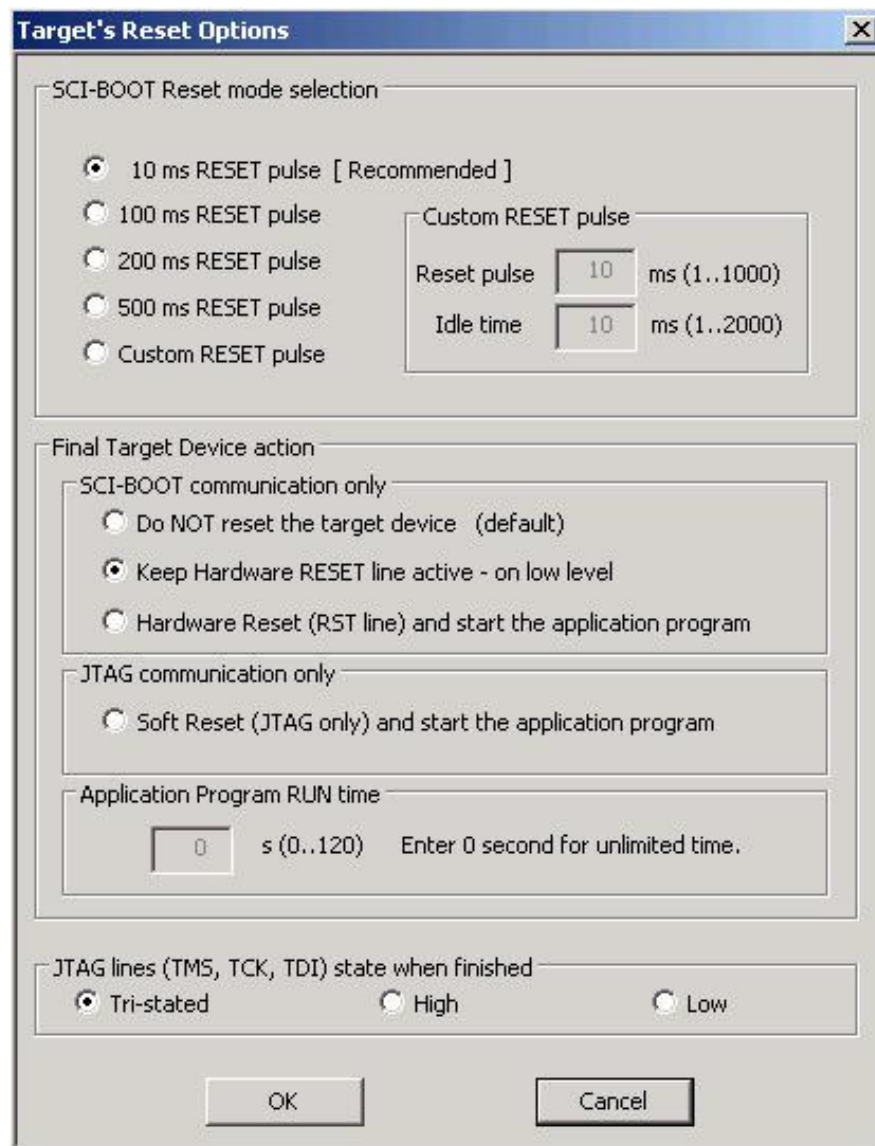 Target's Reset Options
SCI-BOOT Reset mode selection
10 ms RESET pulse [ Recommended ]
100 ms RESET pulse
200 ms RESET pulse
500 ms RESET pulse
Custom RESET pulse
Custom RESET pulse
Reset pulse 10 ms (1..1000)
Idle time 10 ms (1..2000)
Final Target Device action
SCI-BOOT communication only
Do NOT reset the target device (default)
Keep Hardware RESET line active - on low level
Hardware Reset (RST line) and start the application program
JTAG communication only
Soft Reset (JTAG only) and start the application program
Application Program RUN time
0 s (0..120) Enter 0 second for unlimited time.
JTAG lines (TMS, TCK, TDI) state when finished
Tri-stated High Low
OK Cancel